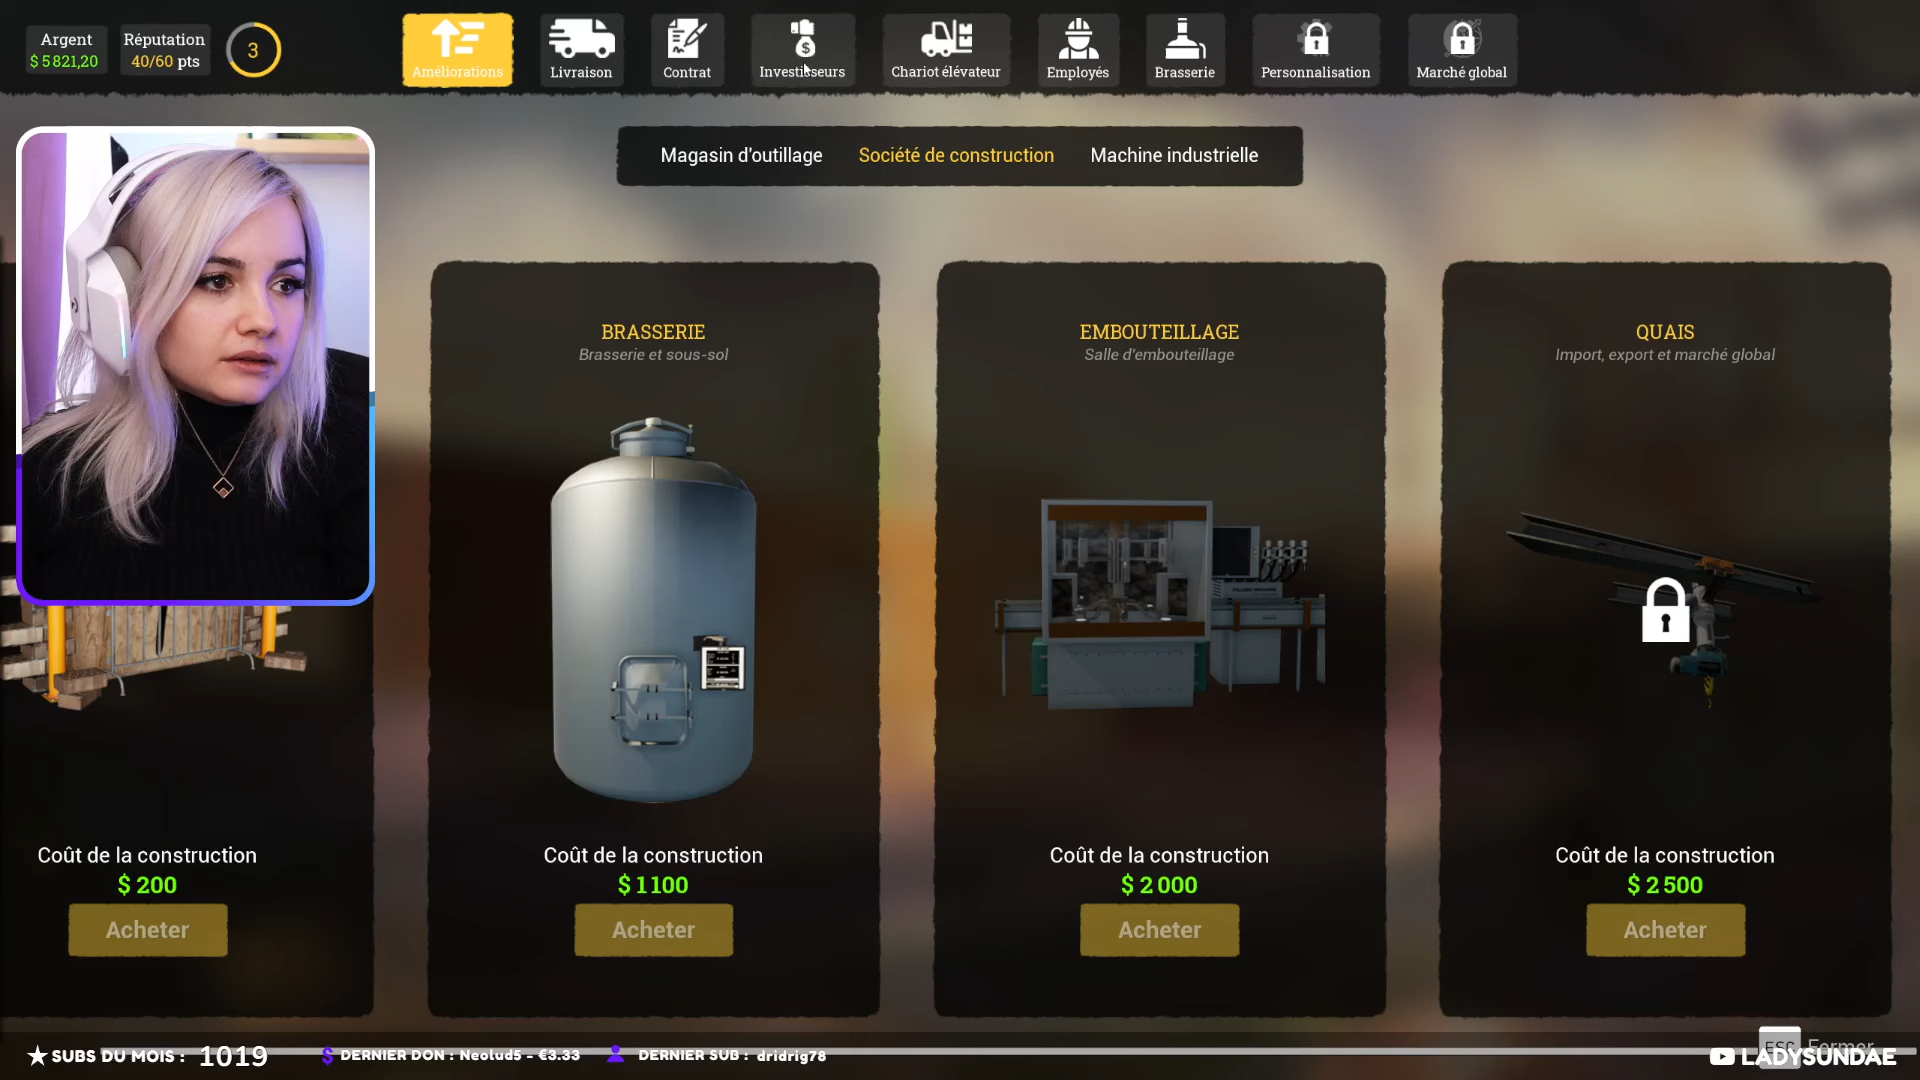 Argent
$ 5 821,20
Réputation
40/60 pts
3
Améliorations
Livraison
Contrat
Investisseurs
Chariot élévateur
Employés
Brasserie
Personnalisation
Marché global
Magasin d'outillage
Société de construction
Machine industrielle
BRASSERIE
Brasserie et sous-sol
EMBOUTEILLAGE
Salle d'embouteillage
QUAIS
Import, export et marché global
Coût de la construction
$ 200
Acheter
Coût de la construction
$ 1 100
Acheter
Coût de la construction
$ 2 000
Acheter
Coût de la construction
$ 2 500
Acheter
SUBS DU MOIS : 1019
DERNIER DON : Neolud5 - €3.33
DERNIER SUB : dridrig78
ESC Fermer
LADYSUNDAE